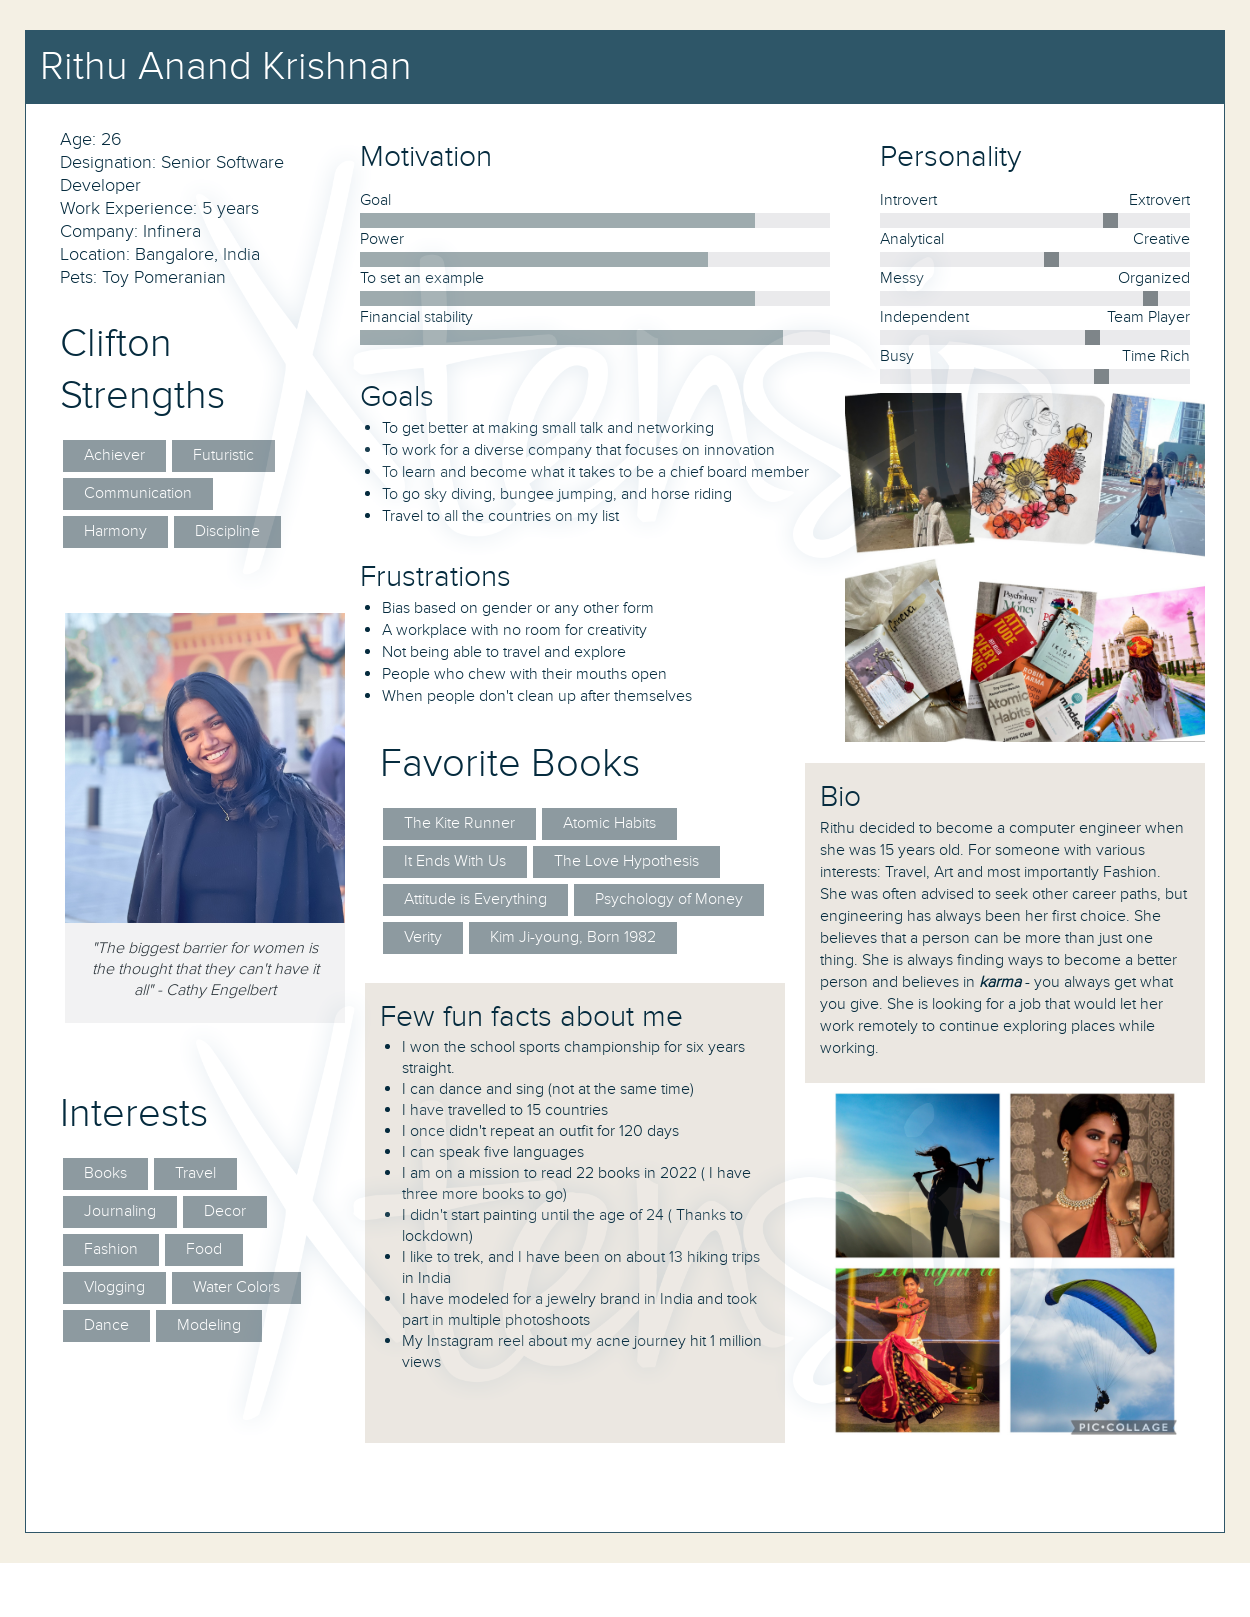 Rithu Anand Krishnan
Age: 26
Designation: Senior Software
Developer
Work Experience: 5 years
Company: Infinera
Location: Bangalore, India
Pets: Toy Pomeranian
Clifton
Strengths
Achiever Futuristic
Communication
Harmony Discipline
"The biggest barrier for women is
the thought that they can't have it
all" - Cathy Engelbert
Interests
Books Travel
Journaling Decor
Fashion Food
Vlogging Water Colors
Dance Modeling
Motivation
Goal
Power
To set an example
Financial stability
Goals
To get better at making small talk and networking
To work for a diverse company that focuses on innovation
To learn and become what it takes to be a chief board member
To go sky diving, bungee jumping, and horse riding
Travel to all the countries on my list
Frustrations
Bias based on gender or any other form
A workplace with no room for creativity
Not being able to travel and explore
People who chew with their mouths open
When people don't clean up after themselves
Favorite Books
The Kite Runner Atomic Habits
It Ends With Us The Love Hypothesis
Attitude is Everything Psychology of Money
Verity Kim Ji-young, Born 1982
Few fun facts about me
I won the school sports championship for six years
straight.
I can dance and sing (not at the same time)
I have travelled to 15 countries
I once didn't repeat an outfit for 120 days
I can speak five languages
I am on a mission to read 22 books in 2022 ( I have
three more books to go)
I didn't start painting until the age of 24 ( Thanks to
lockdown)
I like to trek, and I have been on about 13 hiking trips
in India
I have modeled for a jewelry brand in India and took
part in multiple photoshoots
My Instagram reel about my acne journey hit 1 million
views
Personality
Introvert Extrovert
Analytical Creative
Messy Organized
Independent Team Player
Busy Time Rich
Geneva
Psychology
Money
ATTI
TUDE
EVERY
IKIGAI
ROBIN
SHARMA
Atomic
Habits
James Clear
mindset
Bio
Rithu decided to become a computer engineer when
she was 15 years old. For someone with various
interests: Travel, Art and most importantly Fashion.
She was often advised to seek other career paths, but
engineering has always been her first choice. She
believes that a person can be more than just one
thing. She is always finding ways to become a better
person and believes in karma - you always get what
you give. She is looking for a job that would let her
work remotely to continue exploring places while
working.
PIC•COLLAGE
Xtensio
Xtensio